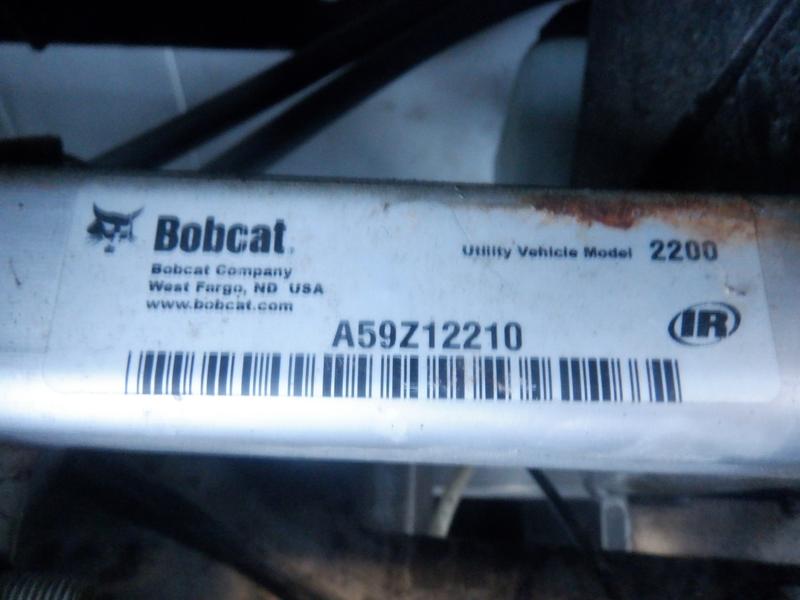 Bobcat
Utility Vehicle Model 2200
Bobcat Company
West Fargo, ND USA
www.bobcat.com
IR
A59Z12210